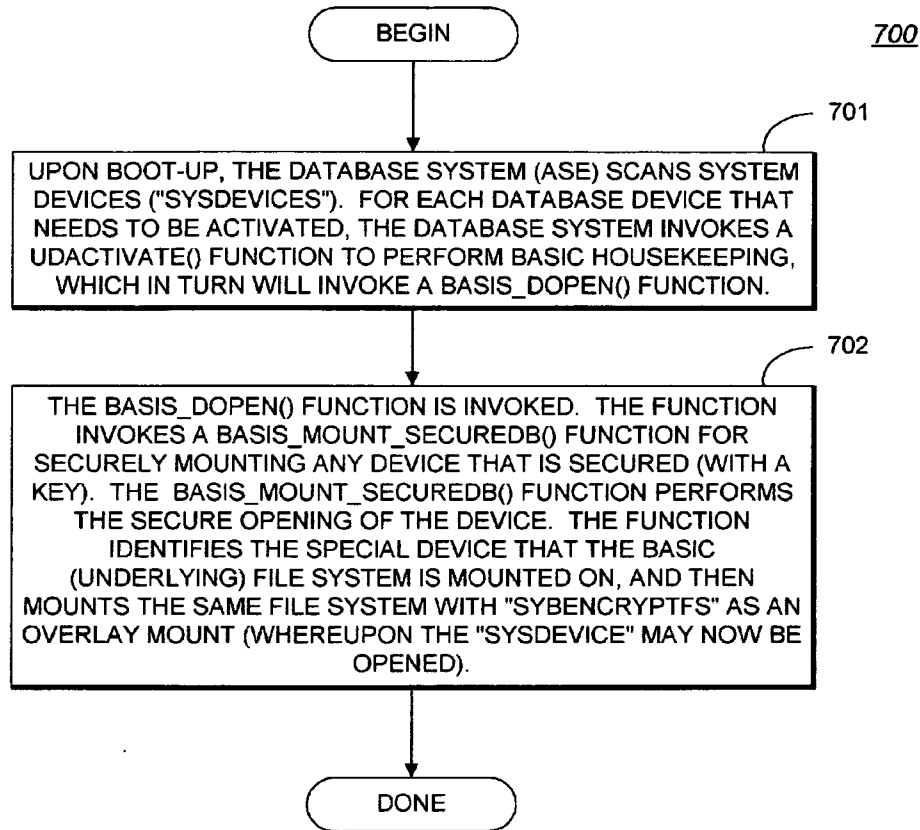 BEGIN
700
701
UPON BOOT-UP, THE DATABASE SYSTEM (ASE) SCANS SYSTEM
DEVICES ("SYSDEVICES"). FOR EACH DATABASE DEVICE THAT
NEEDS TO BE ACTIVATED, THE DATABASE SYSTEM INVOKES A
UDACTIVATE() FUNCTION TO PERFORM BASIC HOUSEKEEPING,
WHICH IN TURN WILL INVOKE A BASIS_DOPEN() FUNCTION.
702
THE BASIS_DOPEN() FUNCTION IS INVOKED. THE FUNCTION
INVOKES A BASIS_MOUNT_SECUREDB() FUNCTION FOR
SECURELY MOUNTING ANY DEVICE THAT IS SECURED (WITH A
KEY). THE BASIS_MOUNT_SECUREDB() FUNCTION PERFORMS
THE SECURE OPENING OF THE DEVICE. THE FUNCTION
IDENTIFIES THE SPECIAL DEVICE THAT THE BASIC
(UNDERLYING) FILE SYSTEM IS MOUNTED ON, AND THEN
MOUNTS THE SAME FILE SYSTEM WITH "SYBENCRYPTFS" AS AN
OVERLAY MOUNT (WHEREUPON THE "SYSDEVICE" MAY NOW BE
OPENED).
DONE